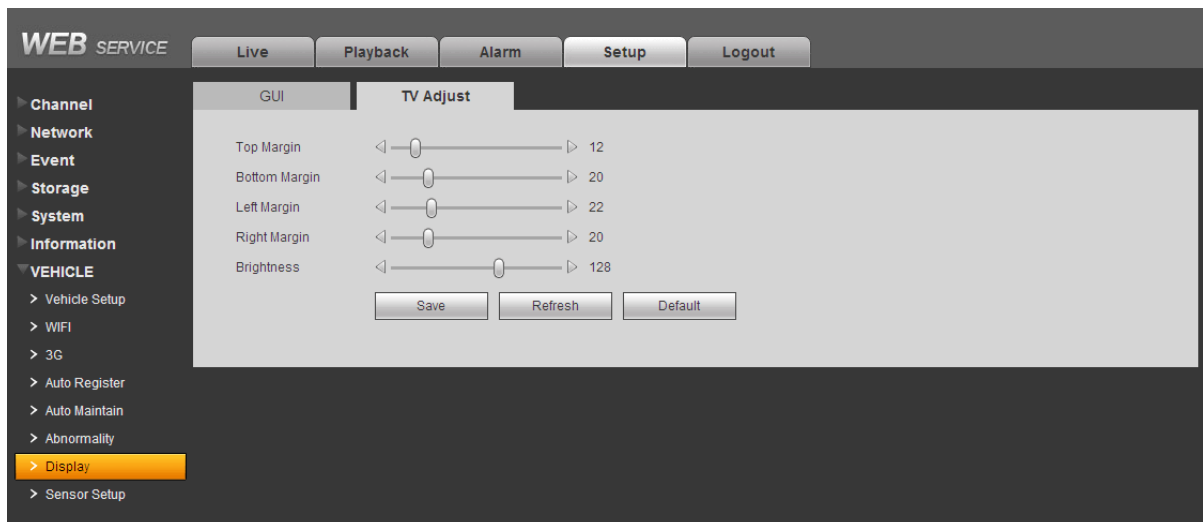 WEB SERVICE
Live Playback Alarm Setup Logout
GUI TV Adjust
Channel
Network
Event
Storage
System
Information
VEHICLE
Vehicle Setup
WIFI
3G
Auto Register
Auto Maintain
Abnormality
Display
Sensor Setup
Top Margin 12
Bottom Margin 20
Left Margin 22
Right Margin 20
Brightness 128
Save Refresh Default